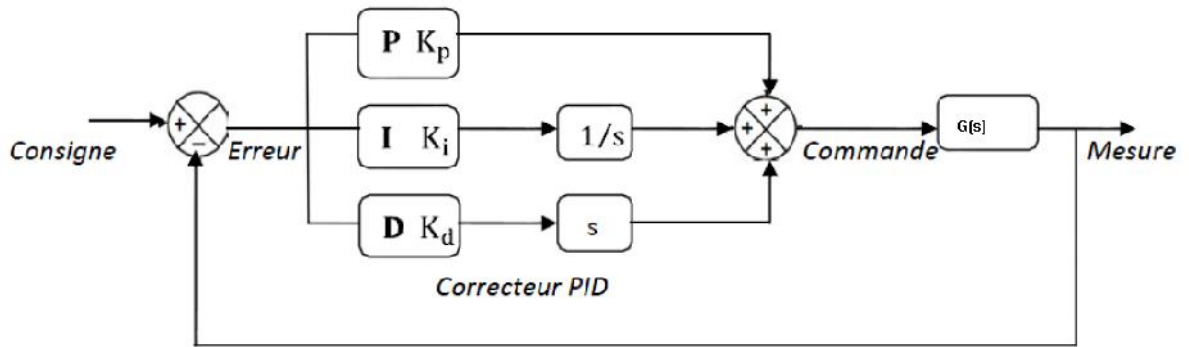 P Kp
Consigne
+
−
Erreur
I Ki
1/s
+
+
+
Commande
G(s)
Mesure
D Kd
s
Correcteur PID